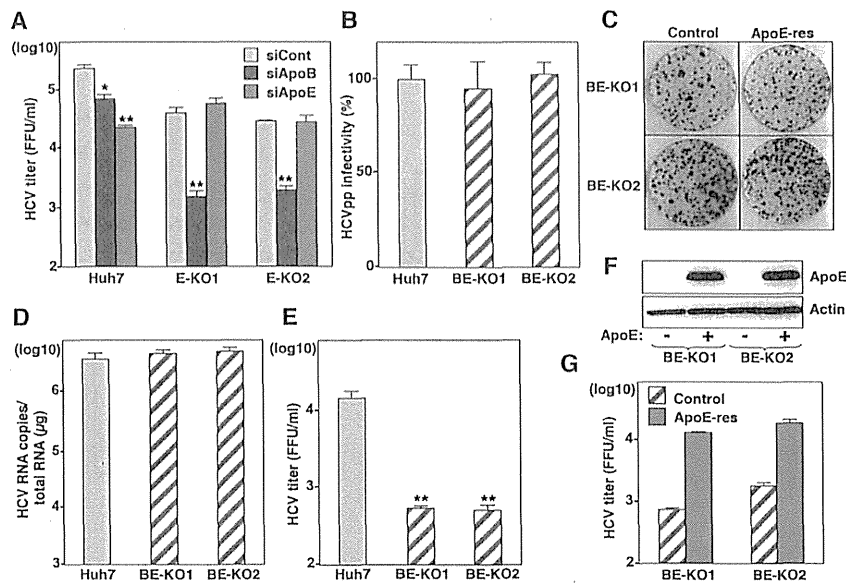 A
(log10)
5
4
3
2
HCV titer (FFU/ml)
siCont
siApoB
siApoE
*
**
**
**
Huh7
E-KO1
E-KO2
B
100
50
0
HCVpp infectivity (%)
Huh7
BE-KO1
BE-KO2
C
Control
ApoE-res
BE-KO1
BE-KO2
D
(log10)
6
5
4
3
HCV RNA copies/
total RNA (µg)
Huh7
BE-KO1
BE-KO2
E
(log10)
4
3
2
HCV titer (FFU/ml)
**
**
Huh7
BE-KO1
BE-KO2
F
ApoE
Actin
ApoE: - + - +
BE-KO1 BE-KO2
G
(log10)
4
3
2
HCV titer (FFU/ml)
Control
ApoE-res
BE-KO1
BE-KO2